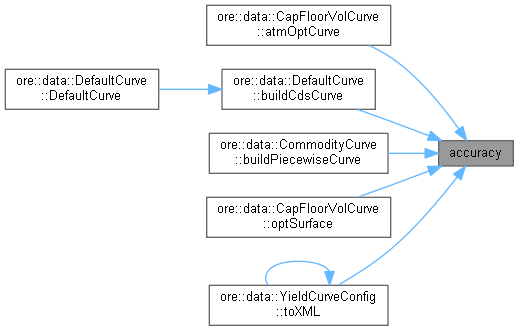 ore::data::CapFloorVolCurve
::atmOptCurve
ore::data::DefaultCurve
::DefaultCurve
ore::data::DefaultCurve
::buildCdsCurve
ore::data::CommodityCurve
::buildPiecewiseCurve
accuracy
ore::data::CapFloorVolCurve
::optSurface
ore::data::YieldCurveConfig
::toXML